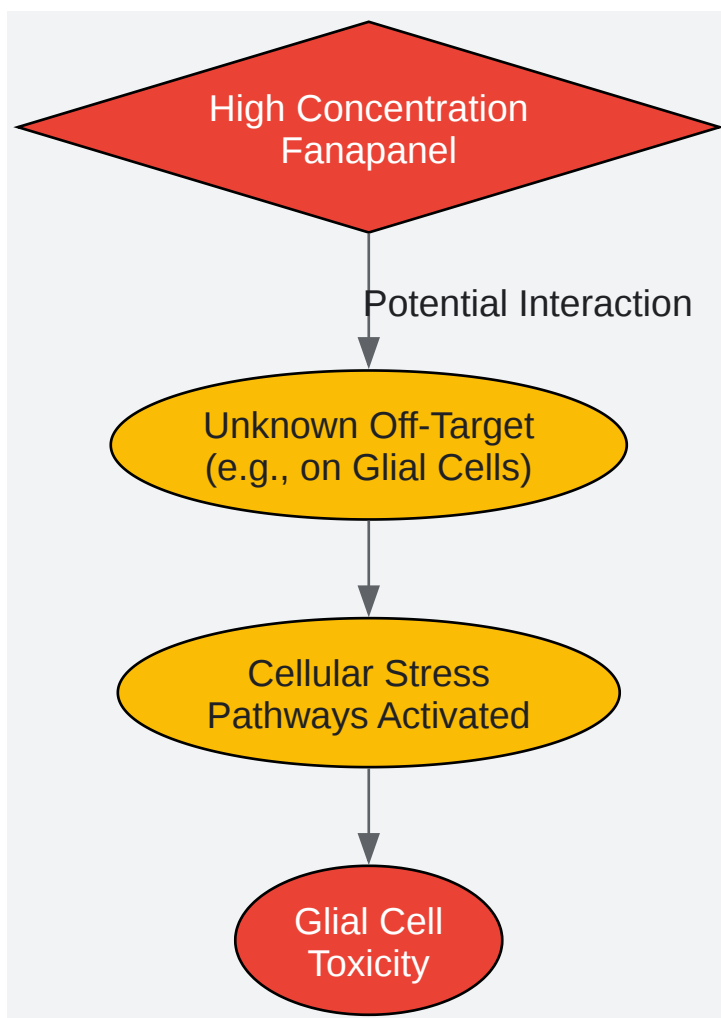 High Concentration
Fanapanel
Potential Interaction
Unknown Off-Target
(e.g., on Glial Cells)
Cellular Stress
Pathways Activated
Glial Cell
Toxicity